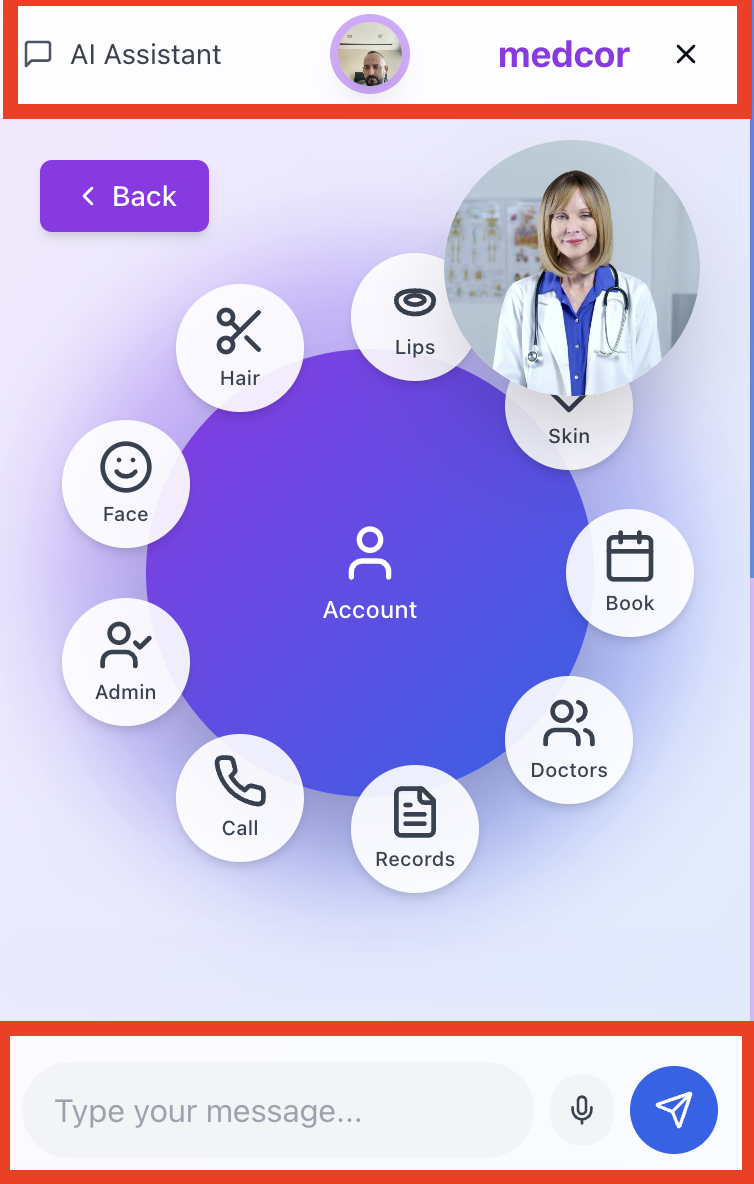 AI Assistant
medcor
Back
Lips
Hair
Skin
Face
Account
Book
Admin
Doctors
Call
Records
Type your message...